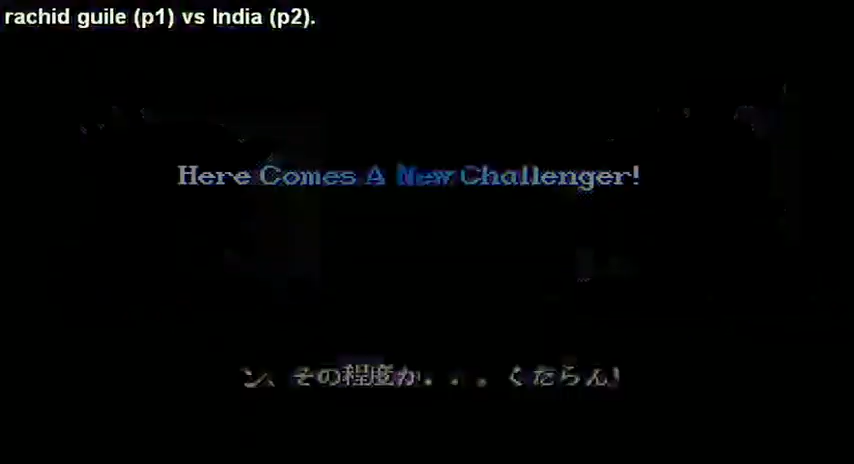 rachid guile (p1) vs India (p2).
Here Comes A New Challenger!
ン、その程度か．．．くだらん!